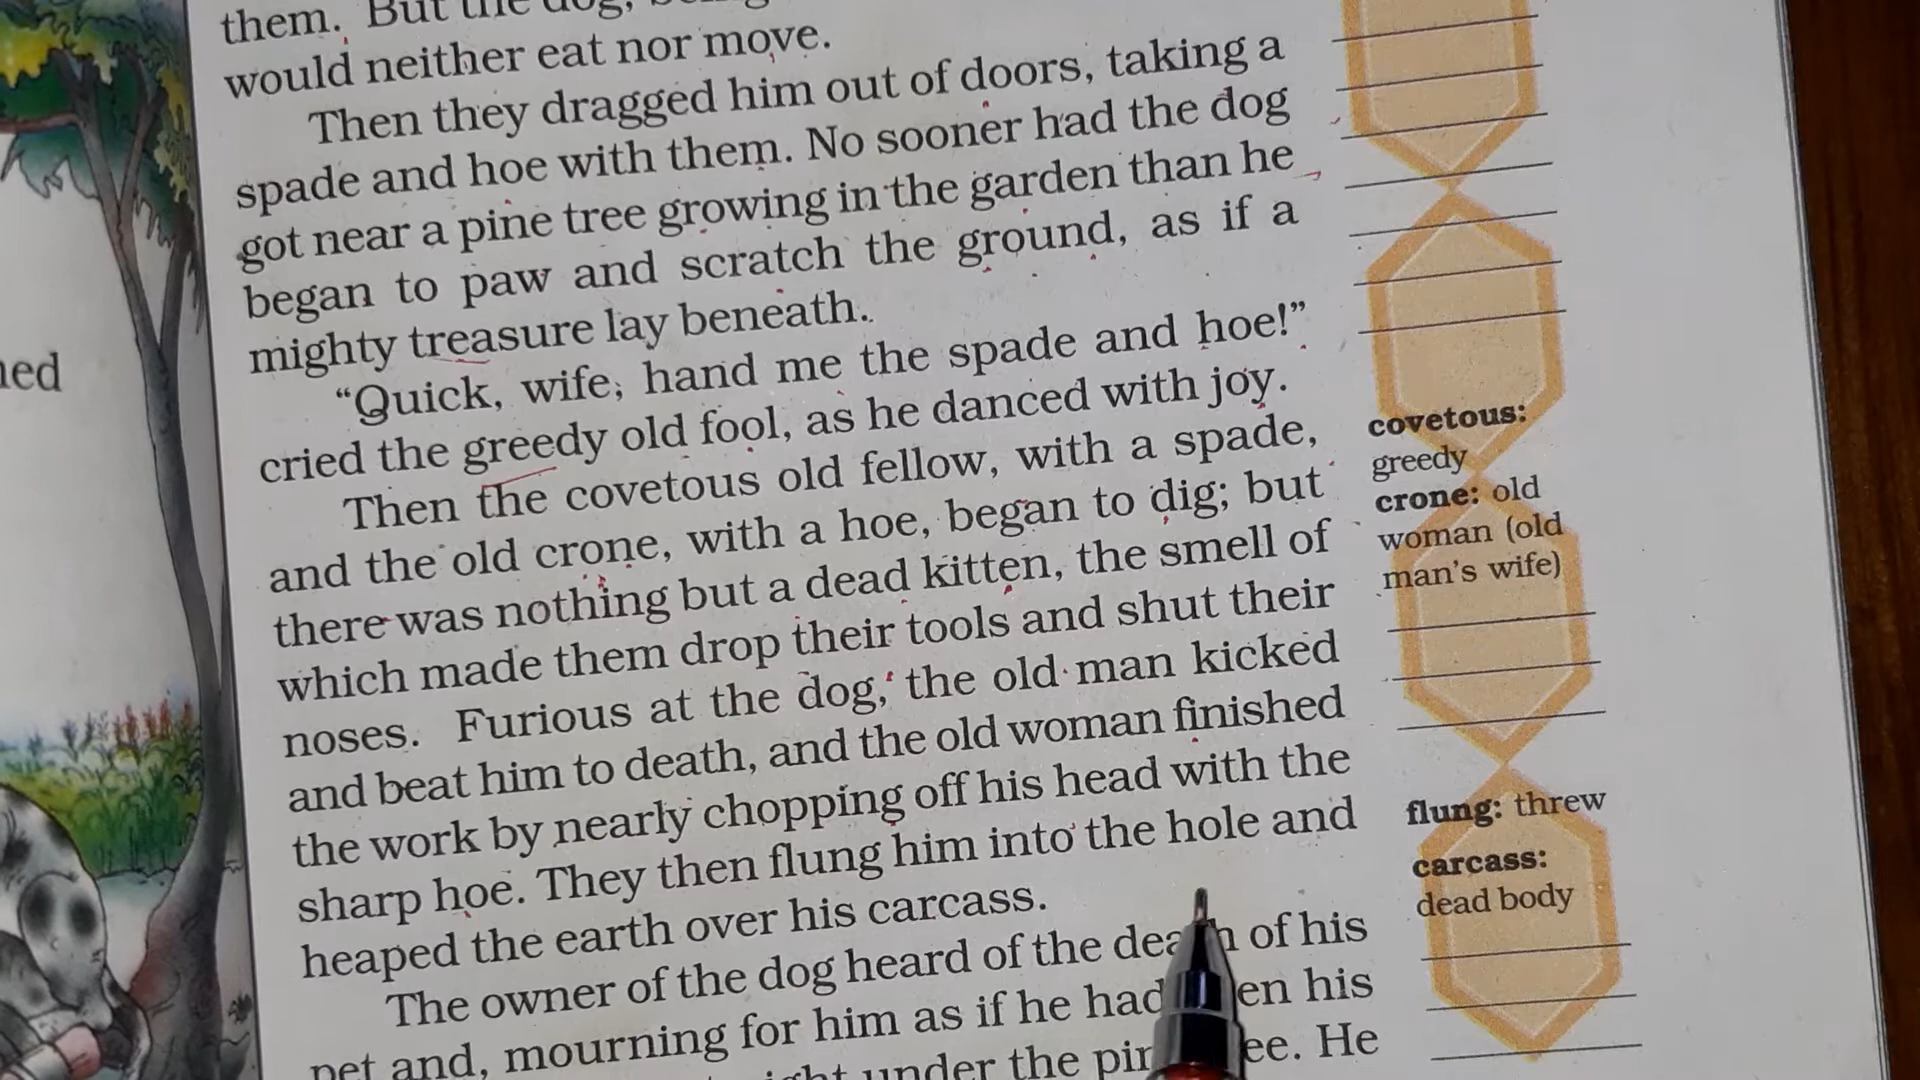 ned
them. But the dog,
would neither eat nor move.
Then they dragged him out of doors, taking a
spade and hoe with them. No sooner had the dog
got near a pine tree growing in the garden than he
began to paw and scratch the ground, as if a
mighty treasure lay beneath.
“Quick, wife, hand me the spade and hoe!”
cried the greedy old fool, as he danced with joy.
Then the covetous old fellow, with a spade,
and the old crone, with a hoe, began to dig; but
there was nothing but a dead kitten, the smell of
which made them drop their tools and shut their
noses. Furious at the dog, the old man kicked
and beat him to death, and the old woman finished
the work by nearly chopping off his head with the
sharp hoe. They then flung him into the hole and
heaped the earth over his carcass.
The owner of the dog heard of the death of his
pet and, mourning for him as if he had his
under the ee. He
covetous:
greedy
crone: old
woman (old
man's wife)
flung: threw
carcass:
dead body